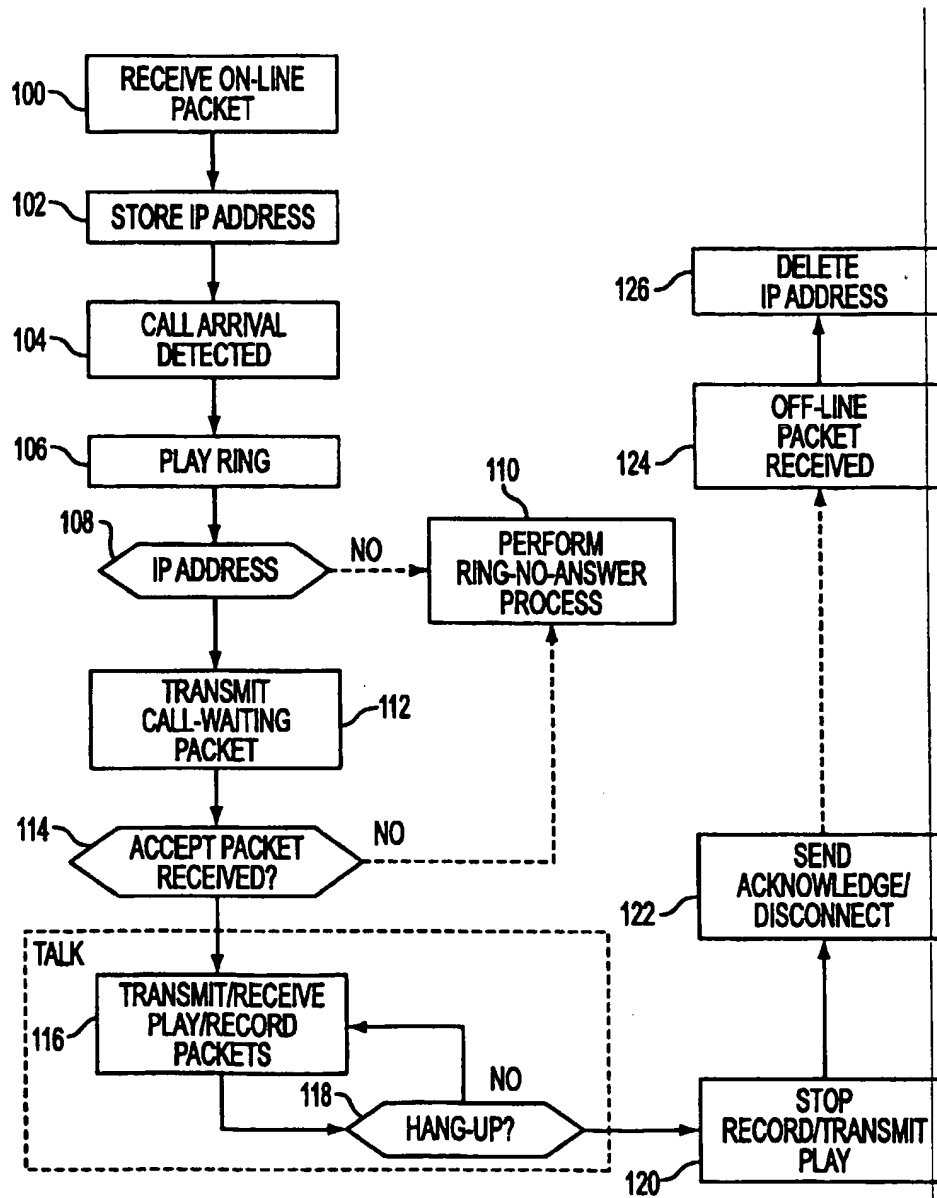 100
RECEIVE ON-LINE
PACKET
102
STORE IP ADDRESS
104
CALL ARRIVAL
DETECTED
106
PLAY RING
108
IP ADDRESS
NO
110
PERFORM
RING-NO-ANSWER
PROCESS
TRANSMIT
CALL-WAITING
PACKET
112
114
ACCEPT PACKET
RECEIVED?
NO
TALK
116
TRANSMIT/RECEIVE
PLAY/RECORD
PACKETS
118
HANG-UP?
NO
STOP
RECORD/TRANSMIT
PLAY
120
SEND
ACKNOWLEDGE/
DISCONNECT
122
OFF-LINE
PACKET
RECEIVED
124
DELETE
IP ADDRESS
126